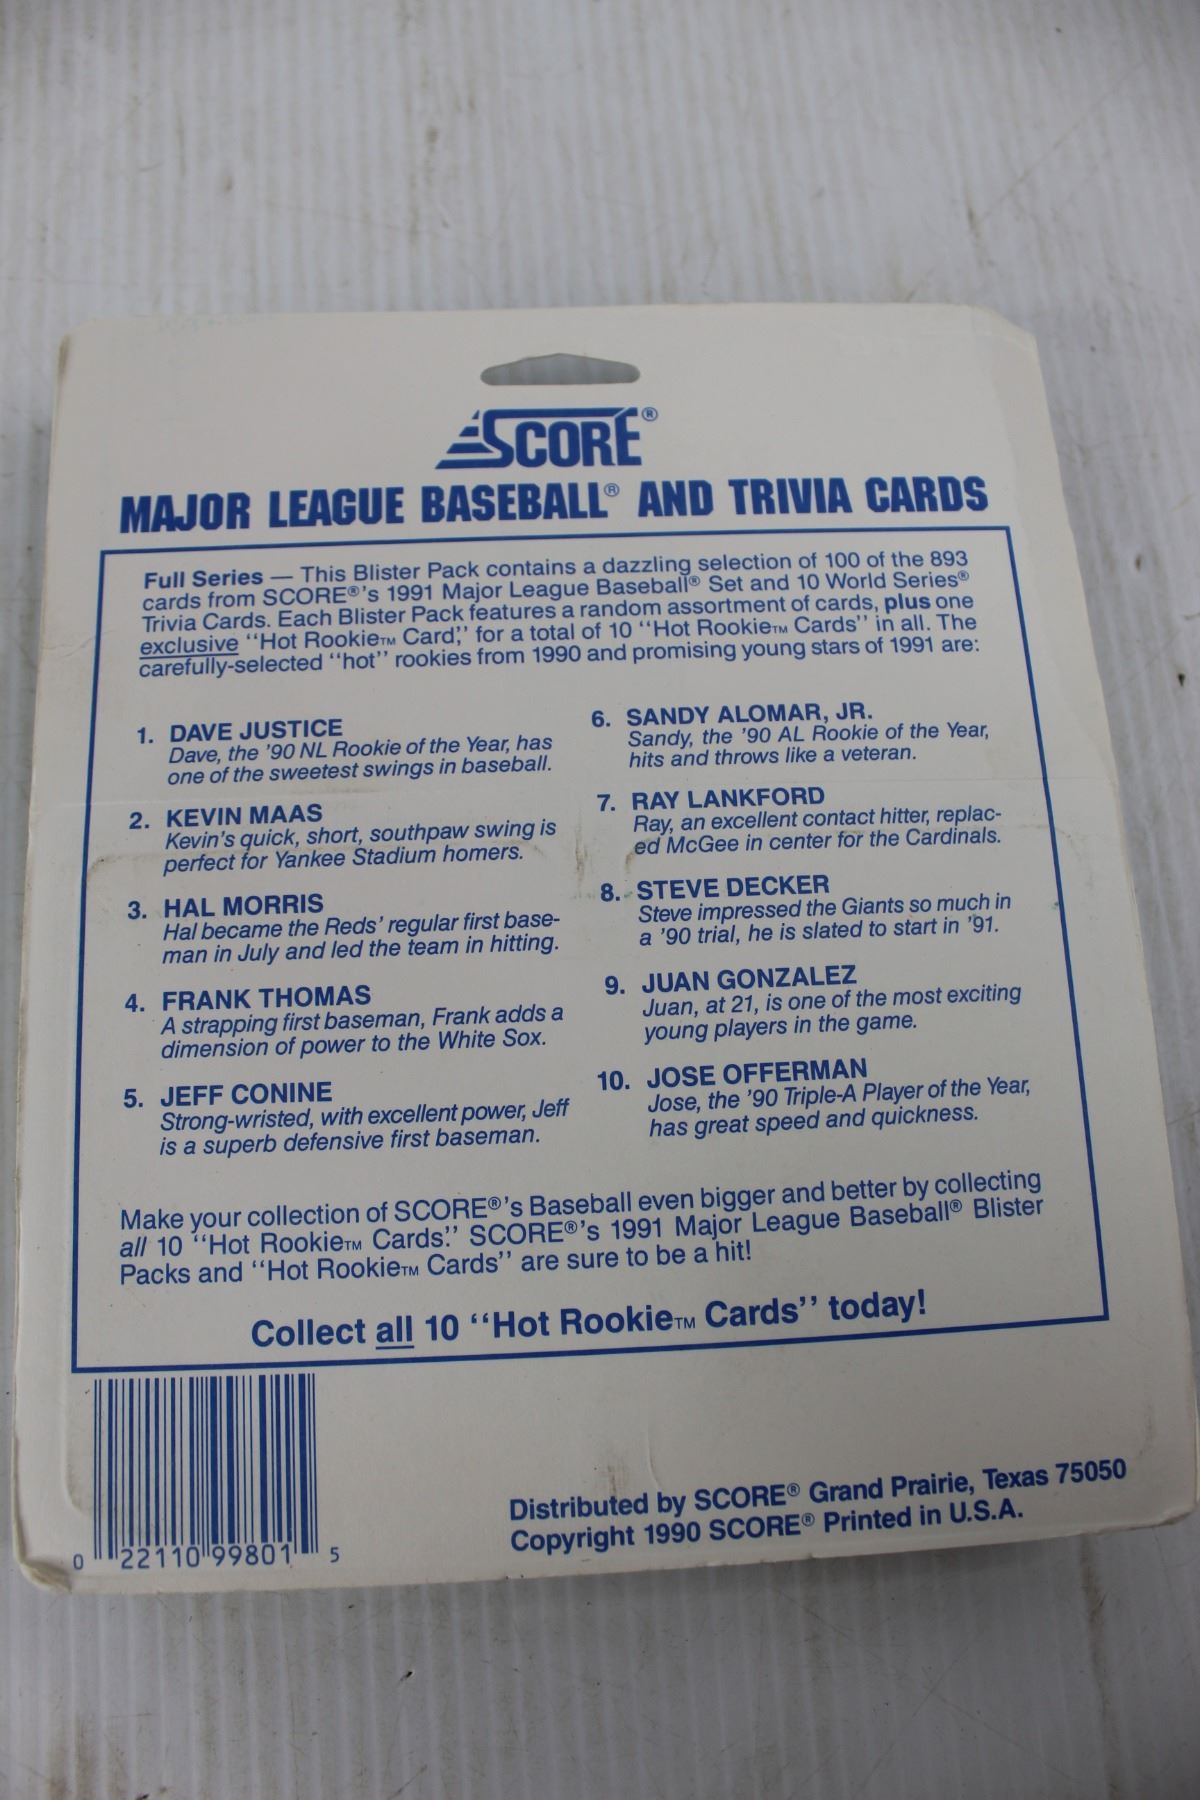 SCORE®
MAJOR LEAGUE BASEBALL® AND TRIVIA CARDS
Full Series — This Blister Pack contains a dazzling selection of 100 of the 893
cards from SCORE®'s 1991 Major League Baseball® Set and 10 World Series®
Trivia Cards. Each Blister Pack features a random assortment of cards, plus one
exclusive "Hot Rookie™ Card," for a total of 10 "Hot Rookie™ Cards" in all. The
carefully-selected "hot" rookies from 1990 and promising young stars of 1991 are:
1. DAVE JUSTICE
Dave, the '90 NL Rookie of the Year, has
one of the sweetest swings in baseball.
2. KEVIN MAAS
Kevin's quick, short, southpaw swing is
perfect for Yankee Stadium homers.
3. HAL MORRIS
Hal became the Reds' regular first base-
man in July and led the team in hitting.
4. FRANK THOMAS
A strapping first baseman, Frank adds a
dimension of power to the White Sox.
5. JEFF CONINE
Strong-wristed, with excellent power, Jeff
is a superb defensive first baseman.
6. SANDY ALOMAR, JR.
Sandy, the '90 AL Rookie of the Year,
hits and throws like a veteran.
7. RAY LANKFORD
Ray, an excellent contact hitter, replac-
ed McGee in center for the Cardinals.
8. STEVE DECKER
Steve impressed the Giants so much in
a '90 trial, he is slated to start in '91.
9. JUAN GONZALEZ
Juan, at 21, is one of the most exciting
young players in the game.
10. JOSE OFFERMAN
Jose, the '90 Triple-A Player of the Year,
has great speed and quickness.
Make your collection of SCORE®'s Baseball even bigger and better by collecting
all 10 "Hot Rookie™ Cards." SCORE®'s 1991 Major League Baseball® Blister
Packs and "Hot Rookie™ Cards" are sure to be a hit!
Collect all 10 "Hot Rookie™ Cards" today!
0 22110 99801 5
Distributed by SCORE® Grand Prairie, Texas 75050
Copyright 1990 SCORE® Printed in U.S.A.